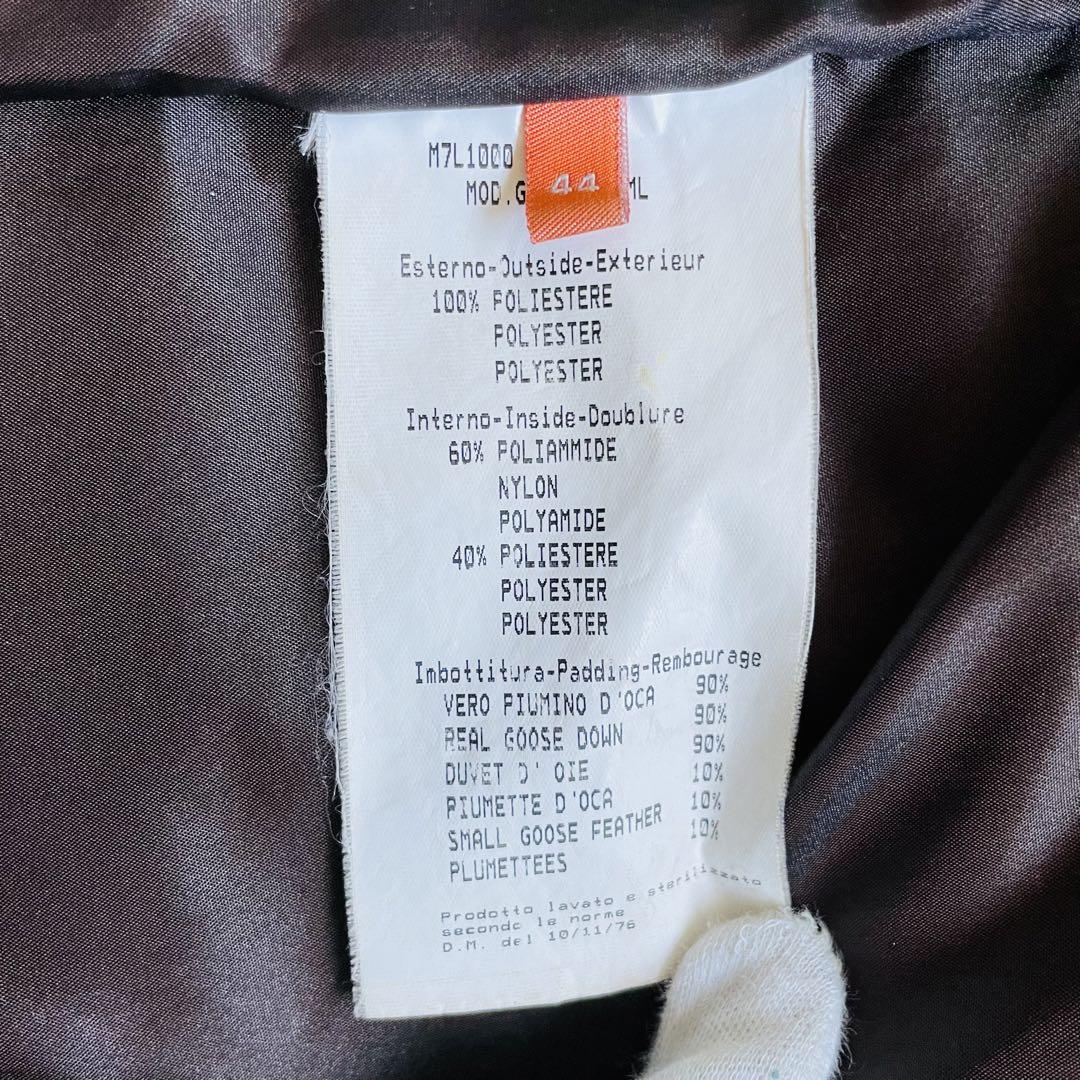 M7L1000
44
MOD.G ML
Esterno-Outside-Exterieur
100% POLIESTERE
POLYESTER
POLYESTER
Interno-Inside-Doublure
60% POLIAMMIDE
NYLON
POLYAMIDE
40% POLIESTERE
POLYESTER
POLYESTER
Imbottitura-Padding-Rembourage
VERO PIUMINO D'OCA 90%
REAL GOOSE DOWN 90%
DUVET D' OIE 90%
PIUMETTE D'OCA 10%
SMALL GOOSE FEATHER 10%
PLUMETTEES 10%
Prodotto lavato e sterilizzato
secondo le norme
D.M. del 10/11/76